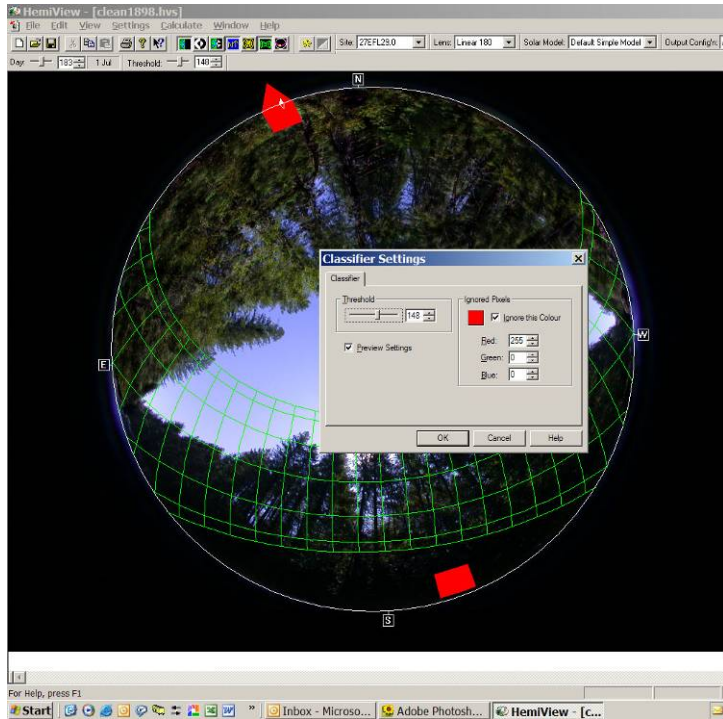 HemiView - [clean1898.hvs]
File Edit View Settings Calculate Window Help
Site: 27EFL29.0 Lens: Linear 180 Solar Model: Default Simple Model Output Config'n:
Day: 183 1 Jul Threshold: 148
N
Classifier Settings
Classifier
Threshold
148
Preview Settings
Ignored Pixels
Ignore this Colour
Red: 255
Green: 0
Blue: 0
OK Cancel Help
E
W
S
For Help, press F1
Start Inbox - Microso... Adobe Photosh... HemiView - [c...